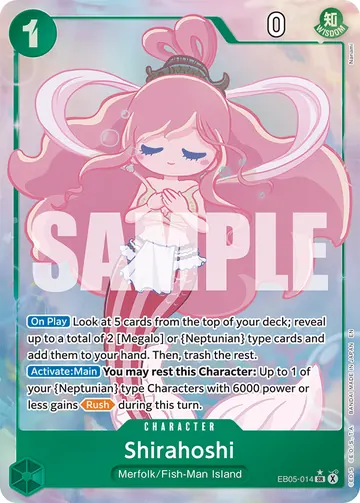 1
0
知
WISDOM
Nanami
SAMPLE
On Play Look at 5 cards from the top of your deck; reveal
up to a total of 2 [Megalo] or {Neptunian} type cards and
add them to your hand. Then, trash the rest.
Activate:Main You may rest this Character: Up to 1 of
your {Neptunian} type Characters with 6000 power or
less gains Rush during this turn.
CHARACTER
Shirahoshi
Merfolk/Fish-Man Island
EB05-014 SR X